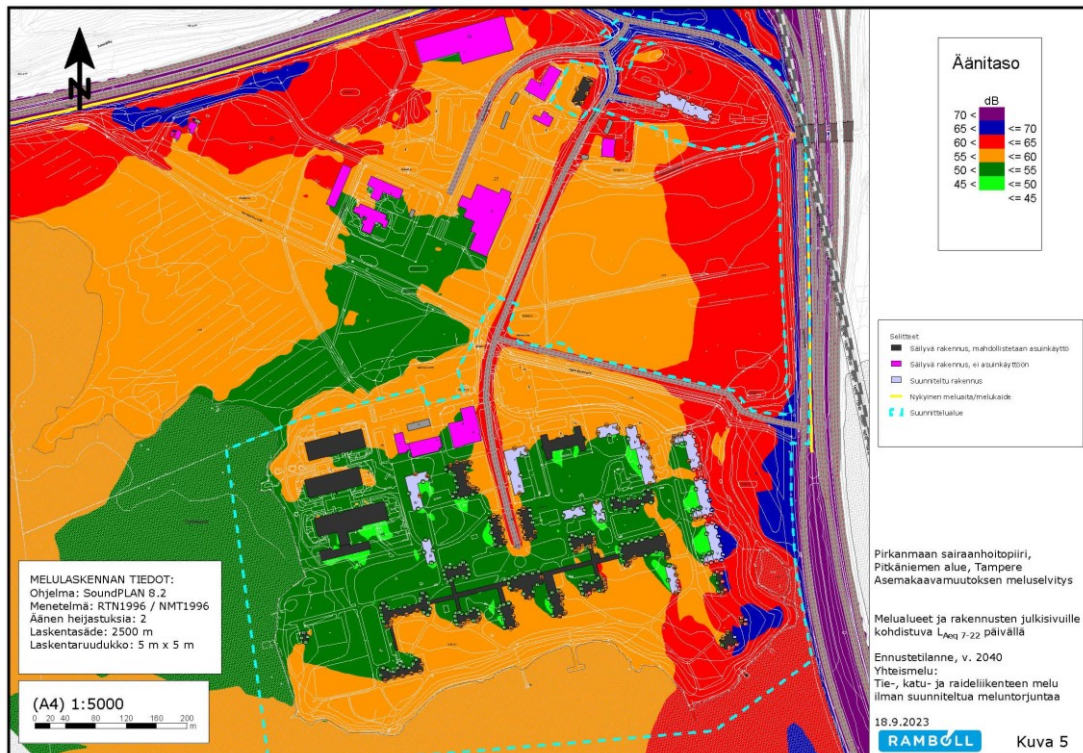 Äänitaso
dB
70 <
65 < <= 70
60 < <= 65
55 < <= 60
50 < <= 55
45 < <= 50
<= 45
Selitteet
Säilyvä rakennus, mahdollistetaan asuinkäyttö
Säilyvä rakennus, ei asuinkäyttöön
Suunniteltu rakennus
Nykyinen meluaita/melukaide
Suunnittelualue
N
MELULASKENNAN TIEDOT:
Ohjelma: SoundPLAN 8.2
Menetelmä: RTN1996 / NMT1996
Äänen heijastuksia: 2
Laskentasäde: 2500 m
Laskentaruudukko: 5 m x 5 m
(A4) 1:5000
0 20 40 80 120 160 200
m
Pirkanmaan sairaanhoitopiiri,
Pitkäniemen alue, Tampere
Asemakaavamuutoksen meluselvitys
Melualueet ja rakennusten julkisivuille
kohdistuva LAeq 7-22 päivällä
Ennustetilanne, v. 2040
Yhteismelu:
Tie-, katu- ja raideliikenteen melu
ilman suunniteltua meluntorjuntaa
18.9.2023
RAMBOLL Kuva 5